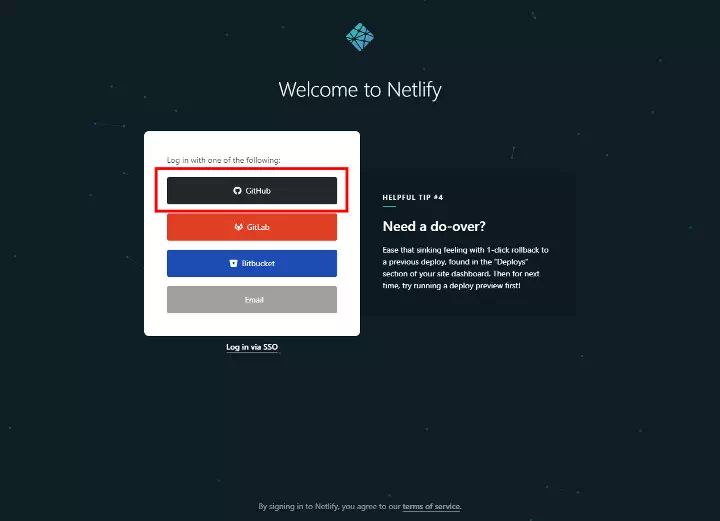 Welcome to Netlify
Log in with one of the following:
GitHub
GitLab
Bitbucket
Email
Log in via SSO
HELPFUL TIP #4
Need a do-over?
Ease that sinking feeling with 1-click rollback to
a previous deploy, found in the "Deploys"
section of your site dashboard. Then for next
time, try running a deploy preview first!
By signing in to Netlify, you agree to our terms of service.